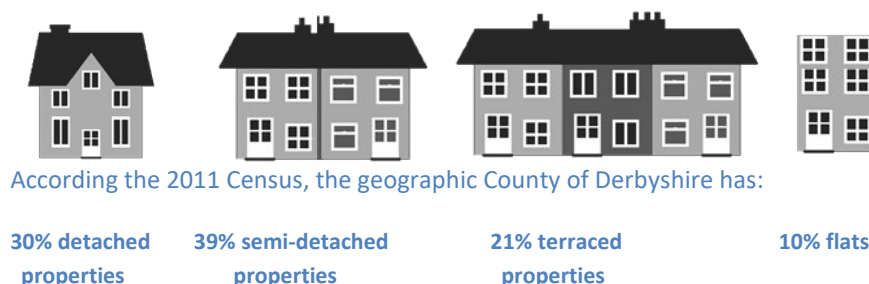 According the 2011 Census, the geographic County of Derbyshire has:
30% detached properties
39% semi-detached properties
21% terraced properties
10% flats